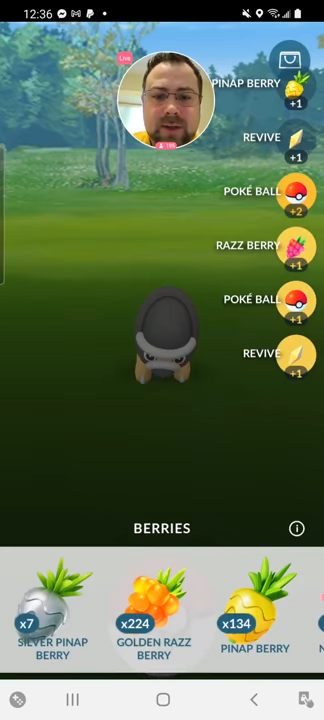 12:36
Live
198
PINAP BERRY
+1
REVIVE
+1
POKÉ BALL
+2
RAZZ BERRY
+1
POKÉ BALL
+1
REVIVE
+1
BERRIES
x7
SILVER PINAP
BERRY
x224
GOLDEN RAZZ
BERRY
x134
PINAP BERRY
N